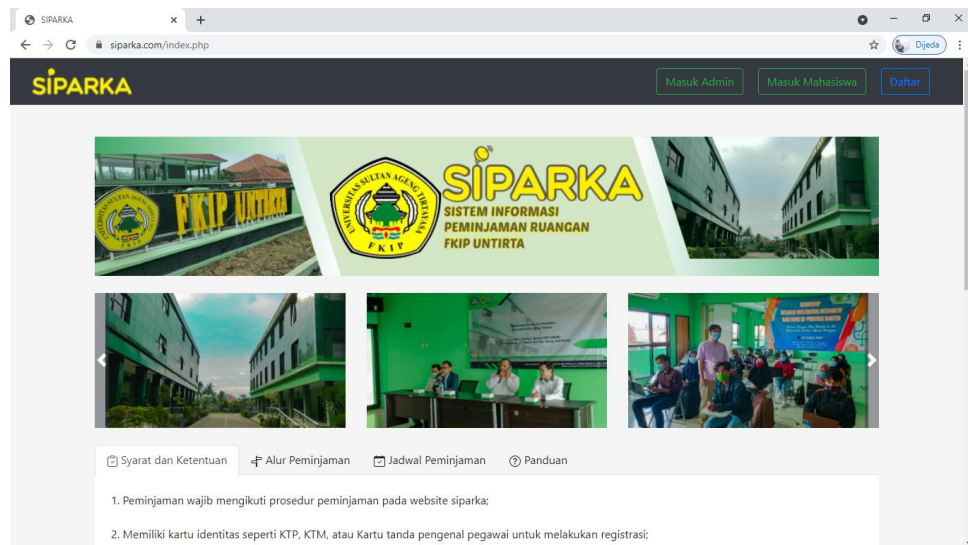 SIPARKA
siparka.com/index.php
Dijeda
SIPARKA
Masuk Admin
Masuk Mahasiswa
Daftar
FKIP UNTIRTA
UNIVERSITAS SULTAN AGENG TIRTAYASA
FKIP
SIPARKA
SISTEM INFORMASI
PEMINJAMAN RUANGAN
FKIP UNTIRTA
WORKSHOP
Syarat dan Ketentuan
Alur Peminjaman
Jadwal Peminjaman
Panduan
1. Peminjaman wajib mengikuti prosedur peminjaman pada website siparka;
2. Memiliki kartu identitas seperti KTP, KTM, atau Kartu tanda pengenal pegawai untuk melakukan registrasi;